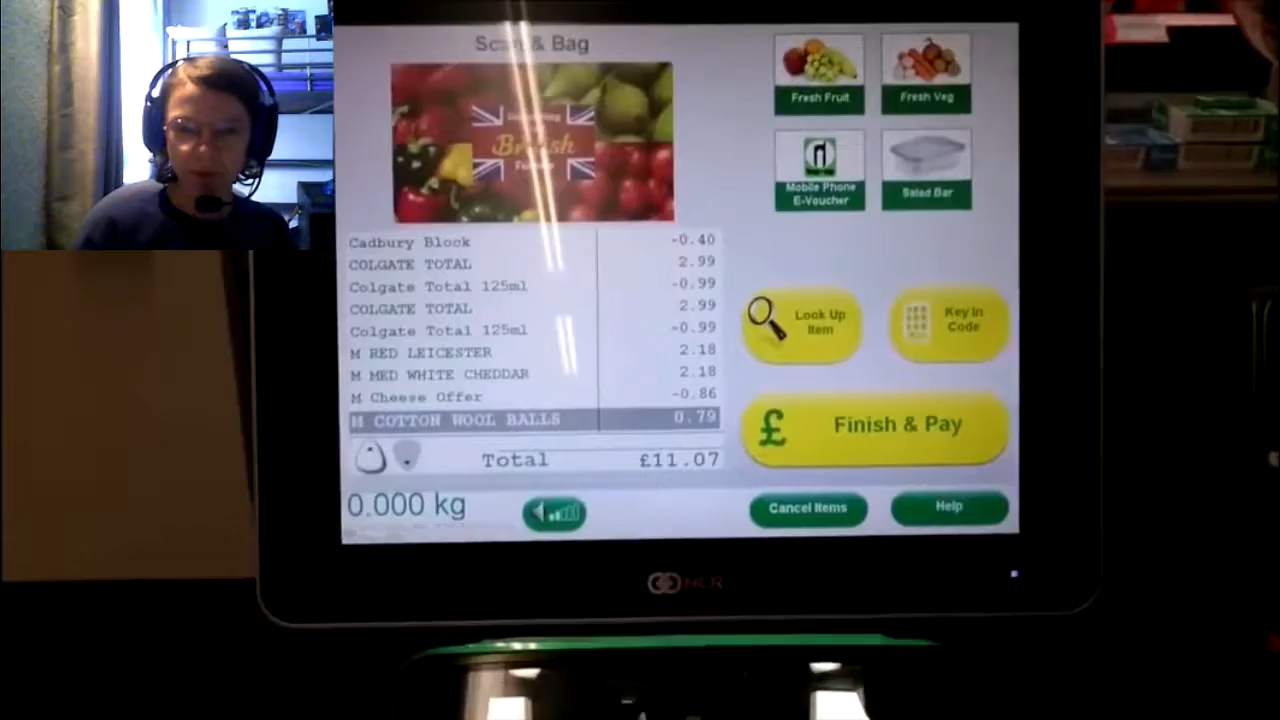 Scan & Bag
British
Fresh Fruit
Fresh Veg
Mobile Phone
E-Voucher
Salad Bar
Cadbury Block -0.40
COLGATE TOTAL 2.99
Colgate Total 125ml -0.99
COLGATE TOTAL 2.99
Colgate Total 125ml -0.99
M RED LEICESTER 2.18
M MED WHITE CHEDDAR 2.18
M Cheese Offer -0.86
M COTTON WOOL BALLS 0.79
Total £11.07
0.000 kg
Look Up
Item
Key In
Code
£ Finish & Pay
Cancel Items
Help
NCR